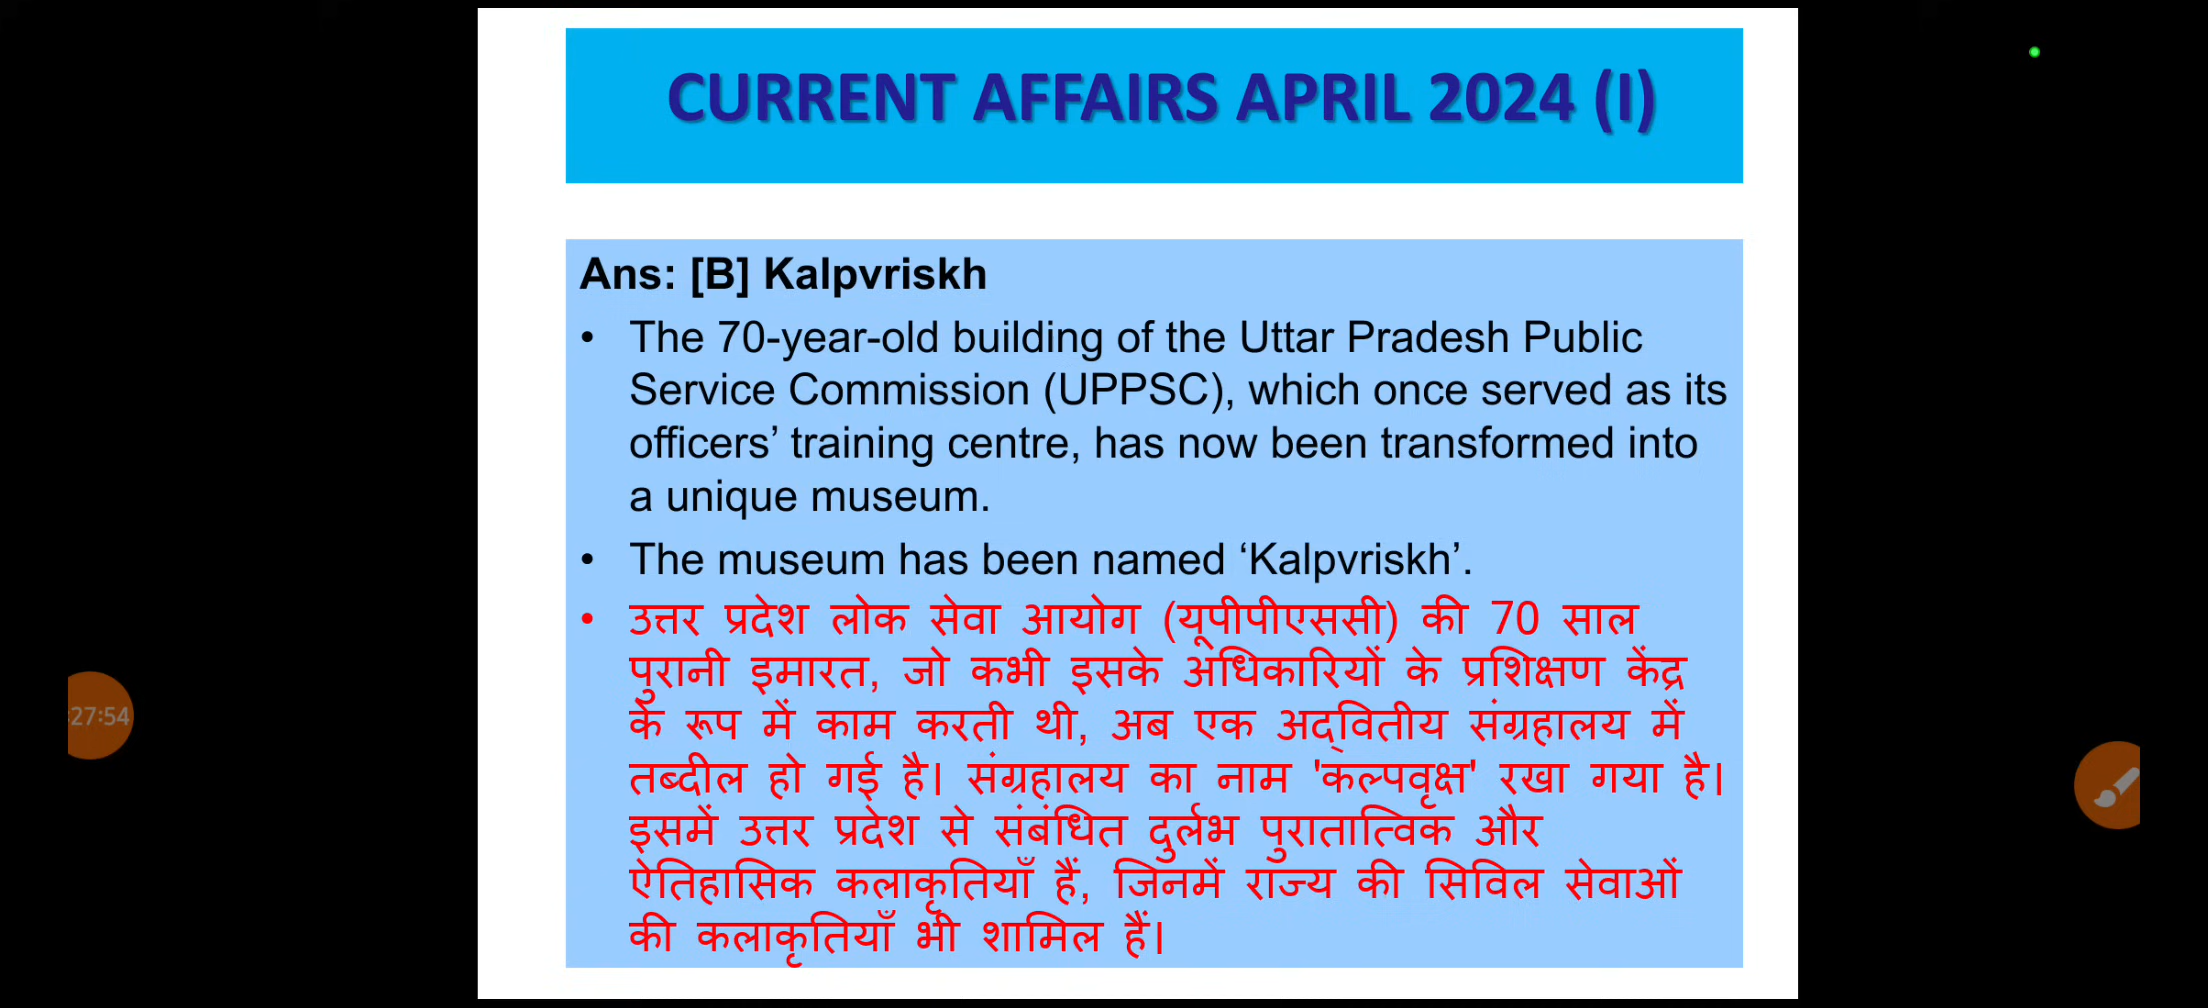 CURRENT AFFAIRS APRIL 2024 (I)
Ans: [B] Kalpvriskh
• The 70-year-old building of the Uttar Pradesh Public
Service Commission (UPPSC), which once served as its
officers’ training centre, has now been transformed into
a unique museum.
• The museum has been named ‘Kalpvriskh’.
• उत्तर प्रदेश लोक सेवा आयोग (यूपीपीएससी) की 70 साल
पुरानी इमारत, जो कभी इसके अधिकारियों के प्रशिक्षण केंद्र
के रूप में काम करती थी, अब एक अद्वितीय संग्रहालय में
तब्दील हो गई है। संग्रहालय का नाम 'कल्पवृक्ष' रखा गया है।
इसमें उत्तर प्रदेश से संबंधित दुर्लभ पुरातात्विक और
ऐतिहासिक कलाकृतियाँ हैं, जिनमें राज्य की सिविल सेवाओं
की कलाकृतियाँ भी शामिल हैं।
:27:54